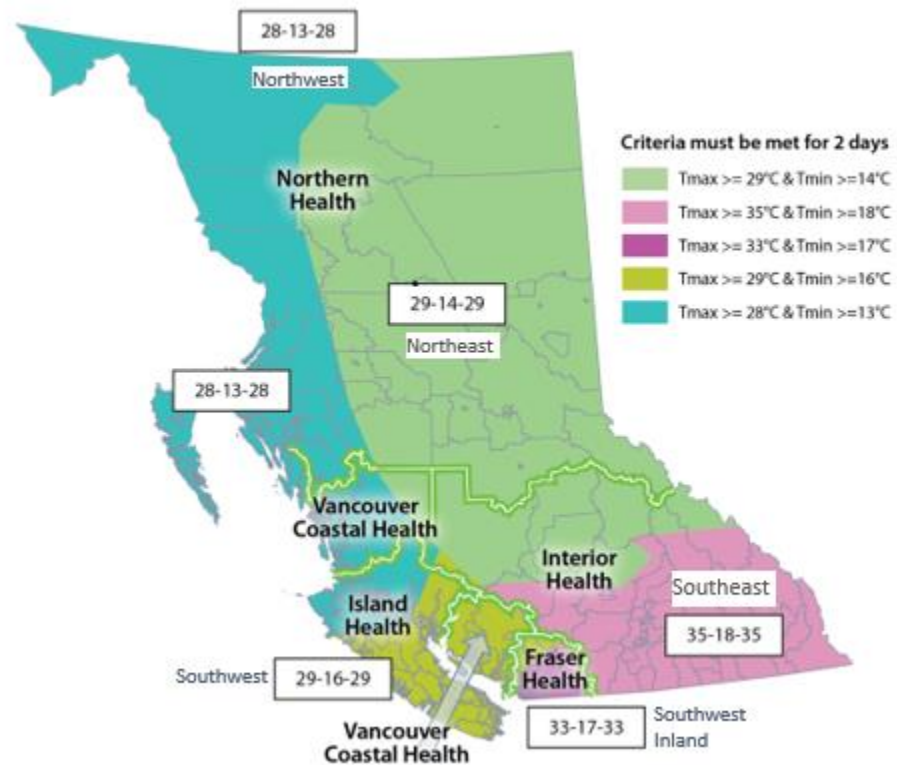 28-13-28
Northwest
Criteria must be met for 2 days
Tmax >= 29°C & Tmin >=14°C
Tmax >= 35°C & Tmin >=18°C
Tmax >= 33°C & Tmin >=17°C
Tmax >= 29°C & Tmin >=16°C
Tmax >= 28°C & Tmin >=13°C
Northern
Health
29-14-29
Northeast
28-13-28
Vancouver
Coastal Health
Interior
Health
Southeast
35-18-35
Island
Health
Fraser
Health
Southwest
29-16-29
33-17-33
Southwest
Inland
Vancouver
Coastal Health